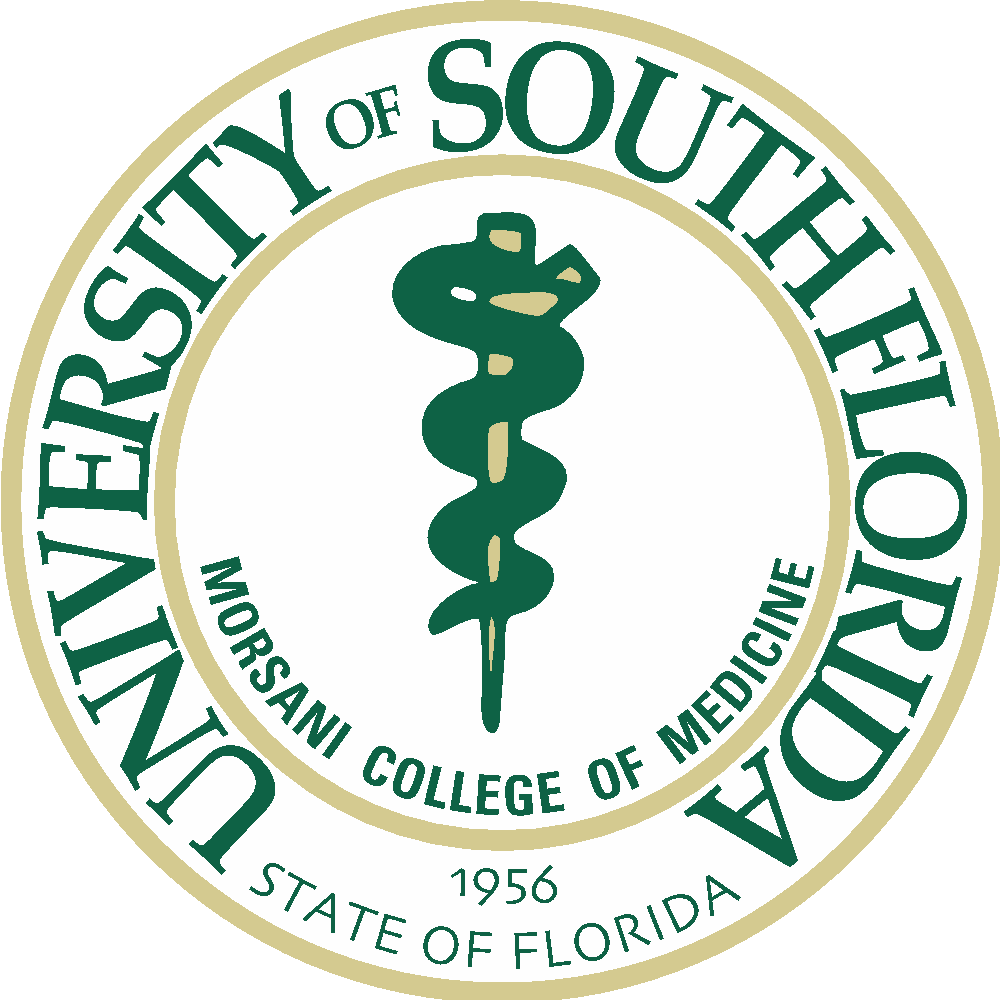 UNIVERSITY OF SOUTH FLORIDA
MORSANI COLLEGE OF MEDICINE
1956
STATE OF FLORIDA